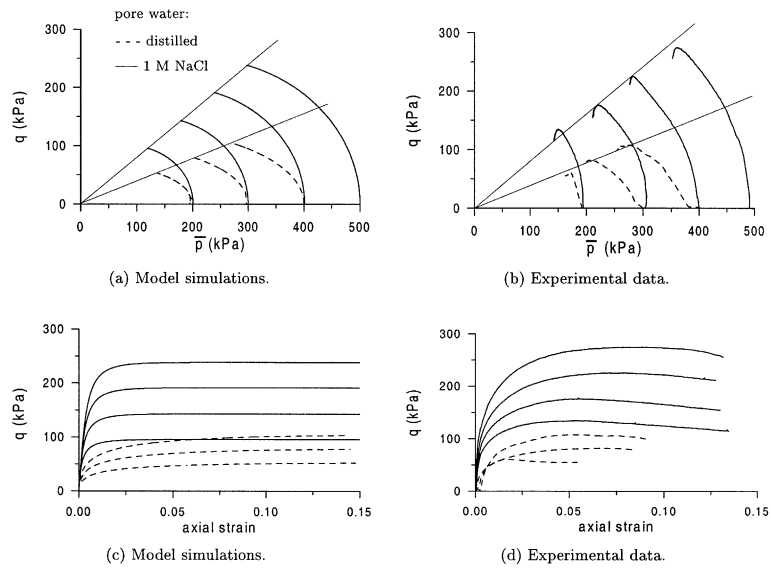 pore water:
distilled
1 M NaCl
300
200
100
0
q (kPa)
0 100 200 300 400 500
p̅ (kPa)
(a) Model simulations.
300
200
100
0
q (kPa)
0 100 200 300 400 500
p̅ (kPa)
(b) Experimental data.
300
200
100
0
q (kPa)
0.00 0.05 0.10 0.15
axial strain
(c) Model simulations.
300
200
100
0
q (kPa)
0.00 0.05 0.10 0.15
axial strain
(d) Experimental data.